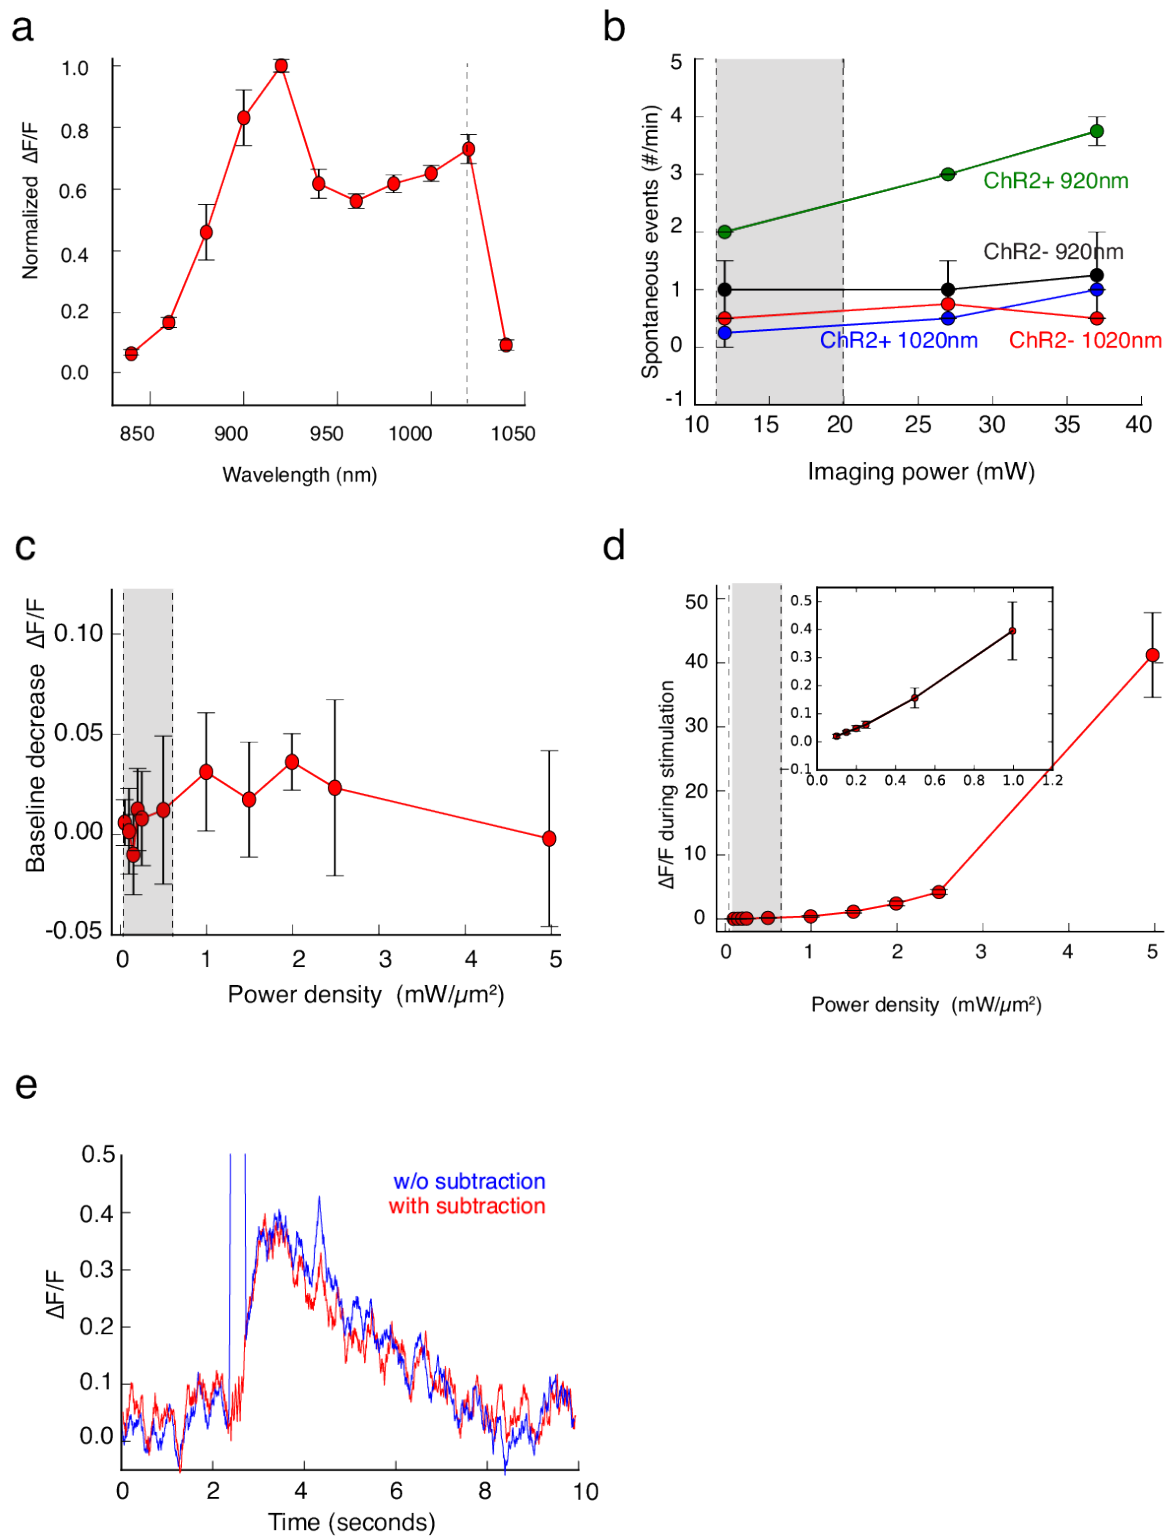 a
Normalized ΔF/F
1.0
0.8
0.6
0.4
0.2
0.0
850 900 950 1000 1050
Wavelength (nm)
b
Spontaneous events (#/min)
5
4
3
2
1
0
-1
ChR2+ 920nm
ChR2- 920nm
ChR2+ 1020nm
ChR2- 1020nm
10 15 20 25 30 35 40
Imaging power (mW)
c
Baseline decrease ΔF/F
0.10
0.05
0.00
-0.05
0 1 2 3 4 5
Power density (mW/μm²)
d
ΔF/F during stimulation
50
40
30
20
10
0
0.5
0.4
0.3
0.2
0.1
0.0
−0.1
0.0 0.2 0.4 0.6 0.8 1.0 1.2
0 1 2 3 4 5
Power density (mW/μm²)
e
ΔF/F
0.5
0.4
0.3
0.2
0.1
0.0
w/o subtraction
with subtraction
0 2 4 6 8 10
Time (seconds)